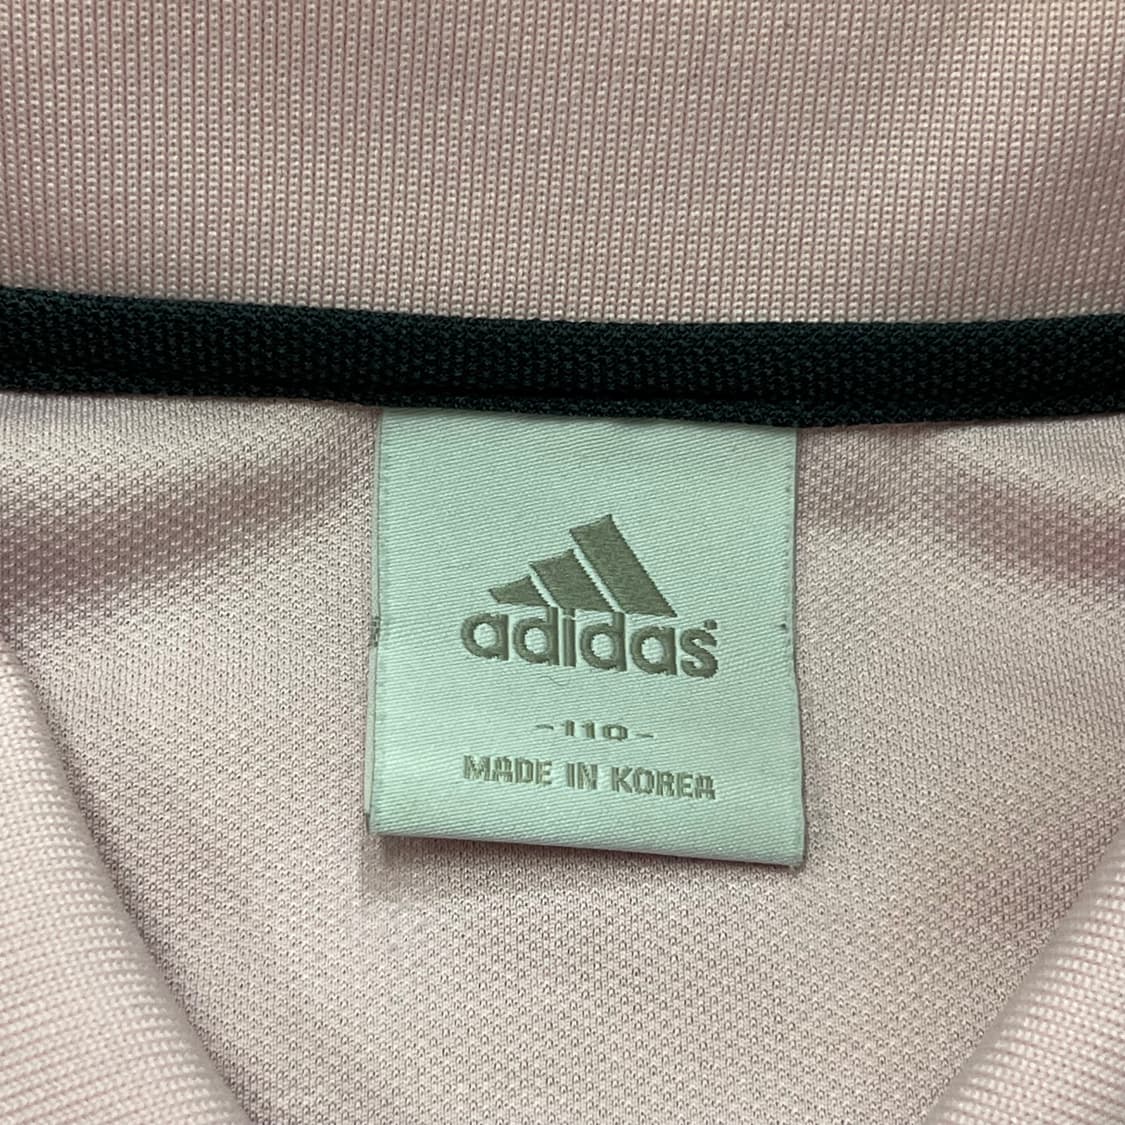 adidas®
-110-
MADE IN KOREA